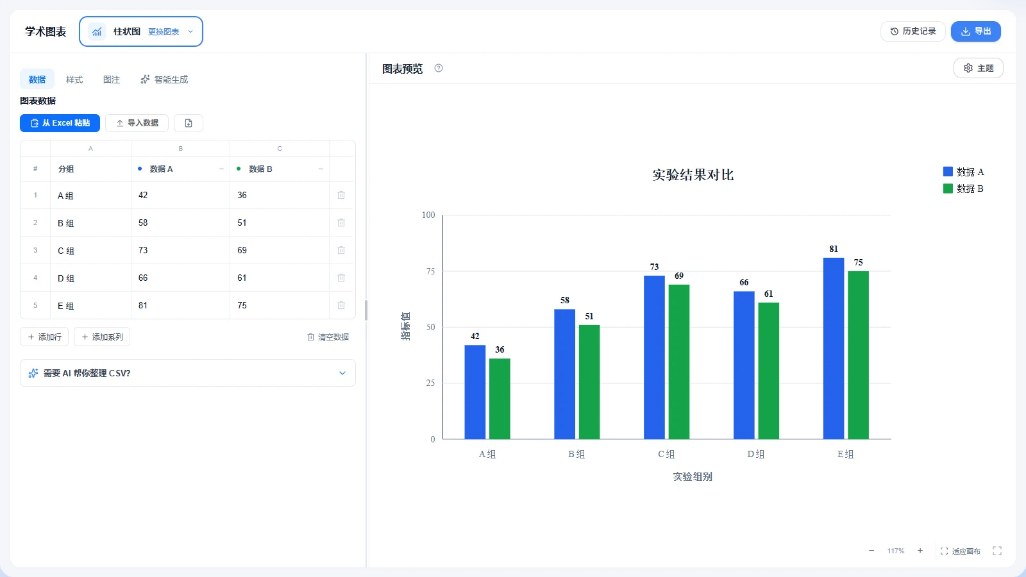 学术图表
柱状图 更换图表
历史记录
导出
数据 样式 图注 智能生成
图表数据
从 Excel 粘贴 导入数据
A B C
# 分组 数据 A 数据 B
1 A 组 42 36
2 B 组 58 51
3 C 组 73 69
4 D 组 66 61
5 E 组 81 75
+ 添加行 + 添加系列 清空数据
需要 AI 帮你整理 CSV?
图表预览
主题
实验结果对比
数据 A
数据 B
指标值
100
75
50
25
0
42 36 58 51 73 69 66 61 81 75
A 组 B 组 C 组 D 组 E 组
实验组别
− 117% + 适应画布